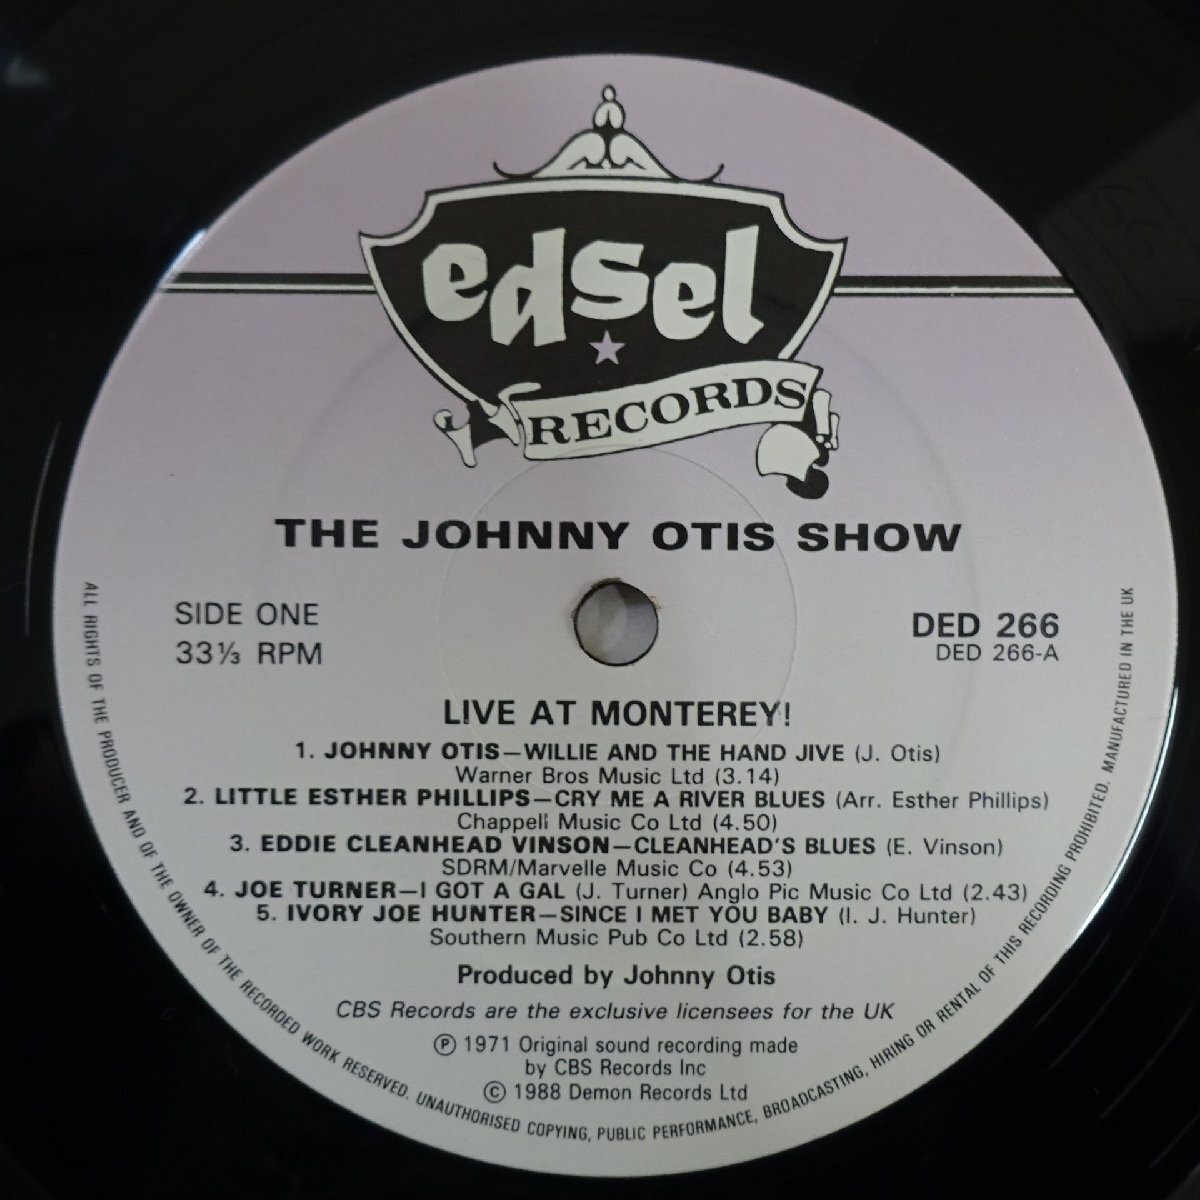 edsel
RECORDS
THE JOHNNY OTIS SHOW
SIDE ONE
33⅓ RPM
DED 266
DED 266-A
LIVE AT MONTEREY!
1. JOHNNY OTIS—WILLIE AND THE HAND JIVE (J. Otis)
Warner Bros Music Ltd (3.14)
2. LITTLE ESTHER PHILLIPS—CRY ME A RIVER BLUES (Arr. Esther Phillips)
Chappell Music Co Ltd (4.50)
3. EDDIE CLEANHEAD VINSON—CLEANHEAD'S BLUES (E. Vinson)
SDRM/Marvelle Music Co (4.53)
4. JOE TURNER—I GOT A GAL (J. Turner) Anglo Pic Music Co Ltd (2.43)
5. IVORY JOE HUNTER—SINCE I MET YOU BABY (I. J. Hunter)
Southern Music Pub Co Ltd (2.58)
Produced by Johnny Otis
CBS Records are the exclusive licensees for the UK
Ⓟ 1971 Original sound recording made
by CBS Records Inc
© 1988 Demon Records Ltd
ALL RIGHTS OF THE PRODUCER AND OF THE OWNER OF THE RECORDED WORK RESERVED. UNAUTHORISED COPYING, PUBLIC PERFORMANCE, BROADCASTING, HIRING OR RENTAL OF THIS RECORDING PROHIBITED. MANUFACTURED IN THE UK